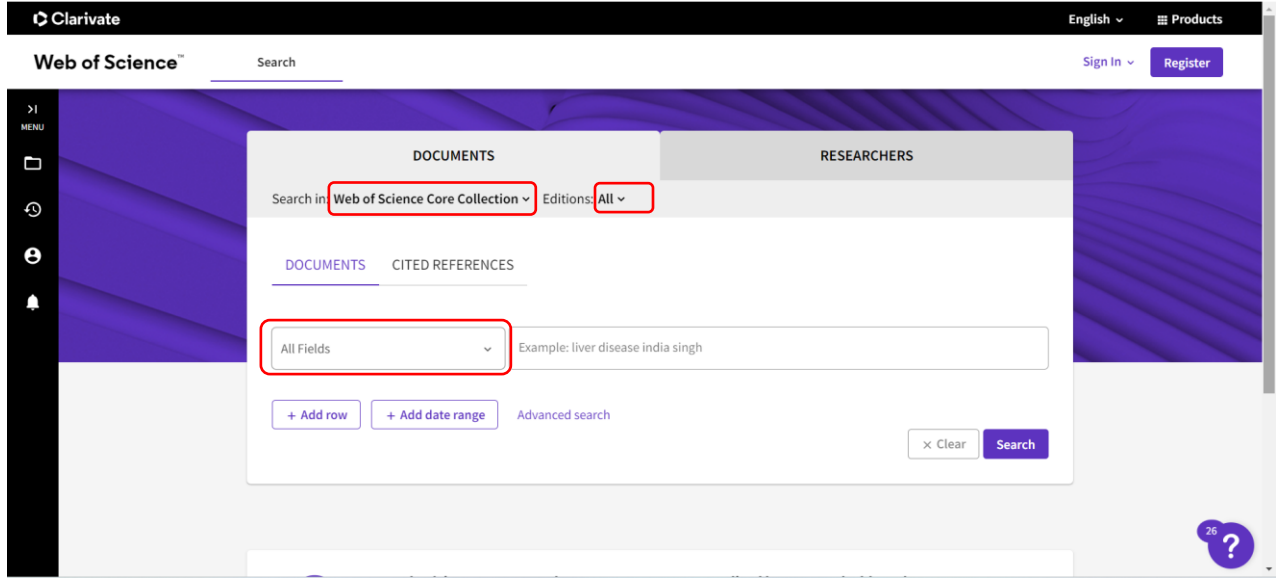 Clarivate
English
Products
Web of Science™
Search
Sign In
Register
MENU
DOCUMENTS
RESEARCHERS
Search in: Web of Science Core Collection Editions: All
DOCUMENTS CITED REFERENCES
All Fields
Example: liver disease india singh
+ Add row
+ Add date range
Advanced search
× Clear
Search
26
?